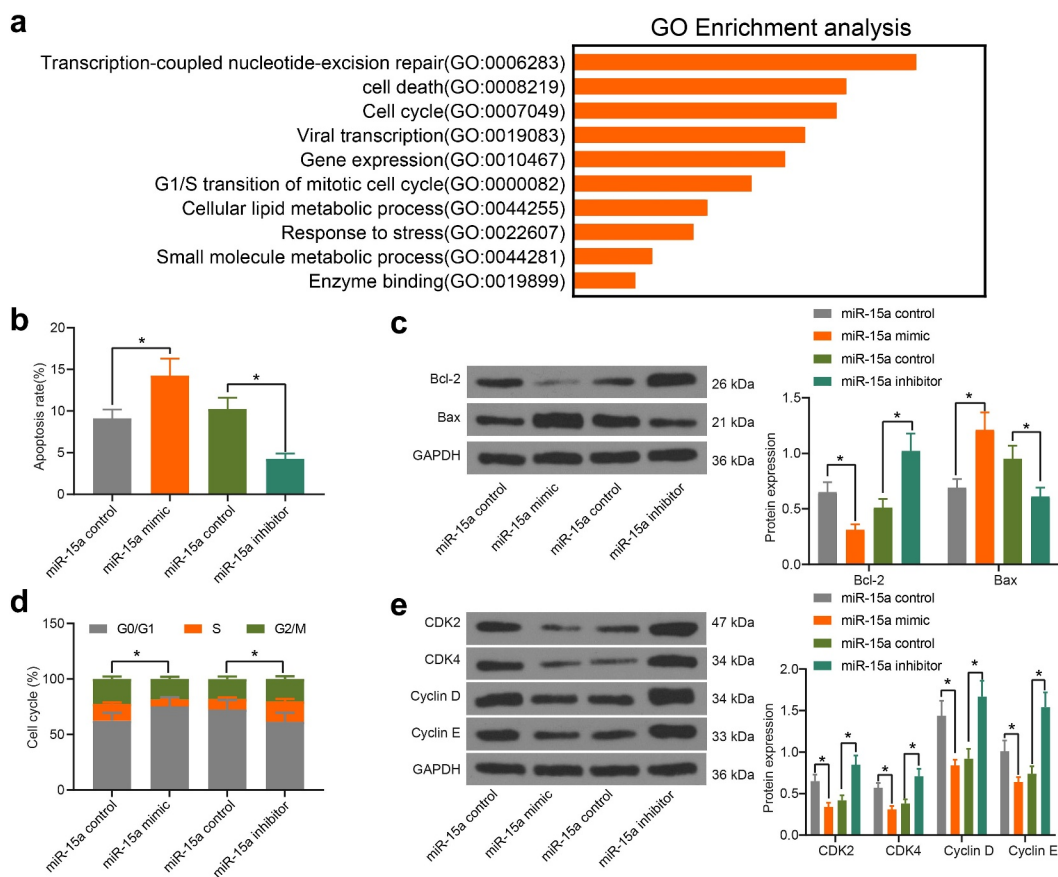 a
GO Enrichment analysis
Transcription-coupled nucleotide-excision repair(GO:0006283)
cell death(GO:0008219)
Cell cycle(GO:0007049)
Viral transcription(GO:0019083)
Gene expression(GO:0010467)
G1/S transition of mitotic cell cycle(GO:0000082)
Cellular lipid metabolic process(GO:0044255)
Response to stress(GO:0022607)
Small molecule metabolic process(GO:0044281)
Enzyme binding(GO:0019899)
b
Apoptosis rate(%)
20
15
10
5
0
* *
miR-15a control
miR-15a mimic
miR-15a control
miR-15a inhibitor
c
Bcl-2 26 kDa
Bax 21 kDa
GAPDH 36 kDa
miR-15a control
miR-15a mimic
miR-15a control
miR-15a inhibitor
miR-15a control
miR-15a mimic
miR-15a control
miR-15a inhibitor
Protein expression
1.5
1.0
0.5
0.0
* * * *
Bcl-2 Bax
d
G0/G1 S G2/M
Cell cycle (%)
150
100
50
0
* *
miR-15a control
miR-15a mimic
miR-15a control
miR-15a inhibitor
e
CDK2 47 kDa
CDK4 34 kDa
Cyclin D 34 kDa
Cyclin E 33 kDa
GAPDH 36 kDa
miR-15a control
miR-15a mimic
miR-15a control
miR-15a inhibitor
miR-15a control
miR-15a mimic
miR-15a control
miR-15a inhibitor
Protein expression
2.0
1.5
1.0
0.5
0.0
* * * * * * * *
CDK2 CDK4 Cyclin D Cyclin E